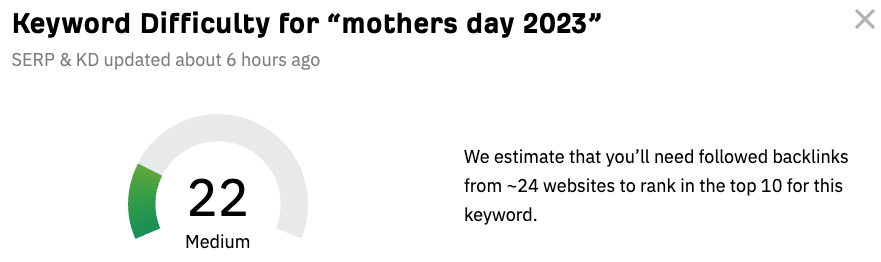 Keyword Difficulty for “mothers day 2023”
SERP & KD updated about 6 hours ago
22
Medium
We estimate that you’ll need followed backlinks
from ~24 websites to rank in the top 10 for this
keyword.